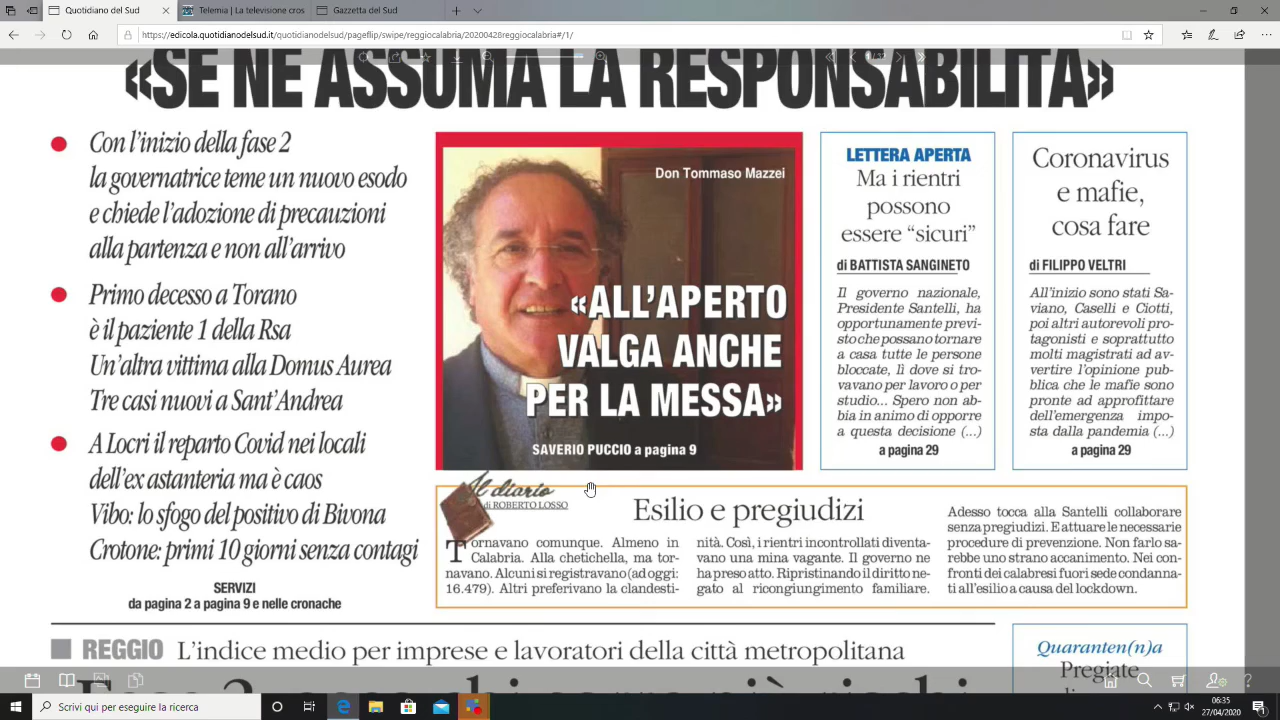 Quotidiano del Sud
Telemia | La televisione cros
https://edicola.quotidianodelsud.it/quotidianodelsud/pageflip/swipe/reggiocalabria/20200428reggiocalabria#/1/
«SE NE ASSUMA LA RESPONSABILITÀ»
Con l'inizio della fase 2
la governatrice teme un nuovo esodo
e chiede l'adozione di precauzioni
alla partenza e non all'arrivo
Primo decesso a Torano
è il paziente 1 della Rsa
Un'altra vittima alla Domus Aurea
Tre casi nuovi a Sant'Andrea
A Locri il reparto Covid nei locali
dell'ex astanteria ma è caos
Vibo: lo sfogo del positivo di Bivona
Crotone: primi 10 giorni senza contagi
SERVIZI
da pagina 2 a pagina 9 e nelle cronache
Don Tommaso Mazzei
«ALL'APERTO
VALGA ANCHE
PER LA MESSA»
SAVERIO PUCCIO a pagina 9
LETTERA APERTA
Ma i rientri
possono
essere "sicuri"
di BATTISTA SANGINETO
Il governo nazionale,
Presidente Santelli, ha
opportunamente previ-
sto che possano tornare
a casa tutte le persone
bloccate, lì dove si tro-
vavano per lavoro o per
studio... Spero non ab-
bia in animo di opporre
a questa decisione (...)
a pagina 29
Coronavirus
e mafie,
cosa fare
di FILIPPO VELTRI
All'inizio sono stati Sa-
viano, Caselli e Ciotti,
poi altri autorevoli pro-
tagonisti e soprattutto
molti magistrati ad av-
vertire l'opinione pub-
blica che le mafie sono
pronte ad approfittare
dell'emergenza impo-
sta dalla pandemia (...)
a pagina 29
Il diario
di ROBERTO LOSSO
Esilio e pregiudizi
Tornavano comunque. Almeno in
Calabria. Alla chetichella, ma tor-
navano. Alcuni si registravano (ad oggi:
16.479). Altri preferivano la clandesti-
nità. Così, i rientri incontrollati diventa-
vano una mina vagante. Il governo ne
ha preso atto. Ripristinando il diritto ne-
gato al ricongiungimento familiare.
Adesso tocca alla Santelli collaborare
senza pregiudizi. E attuare le necessarie
procedure di prevenzione. Non farlo sa-
rebbe uno strano accanimento. Nei con-
fronti dei calabresi fuori sede condanna-
ti all'esilio a causa del lockdown.
REGGIO L'indice medio per imprese e lavoratori della città metropolitana
Quaranten(n)a
Pregiate
Scrivi qui per eseguire la ricerca
06:35
27/04/2020